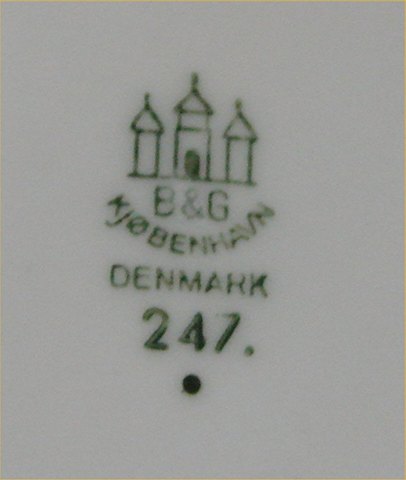 B&G
KJØBENHAVN
DENMARK
247.